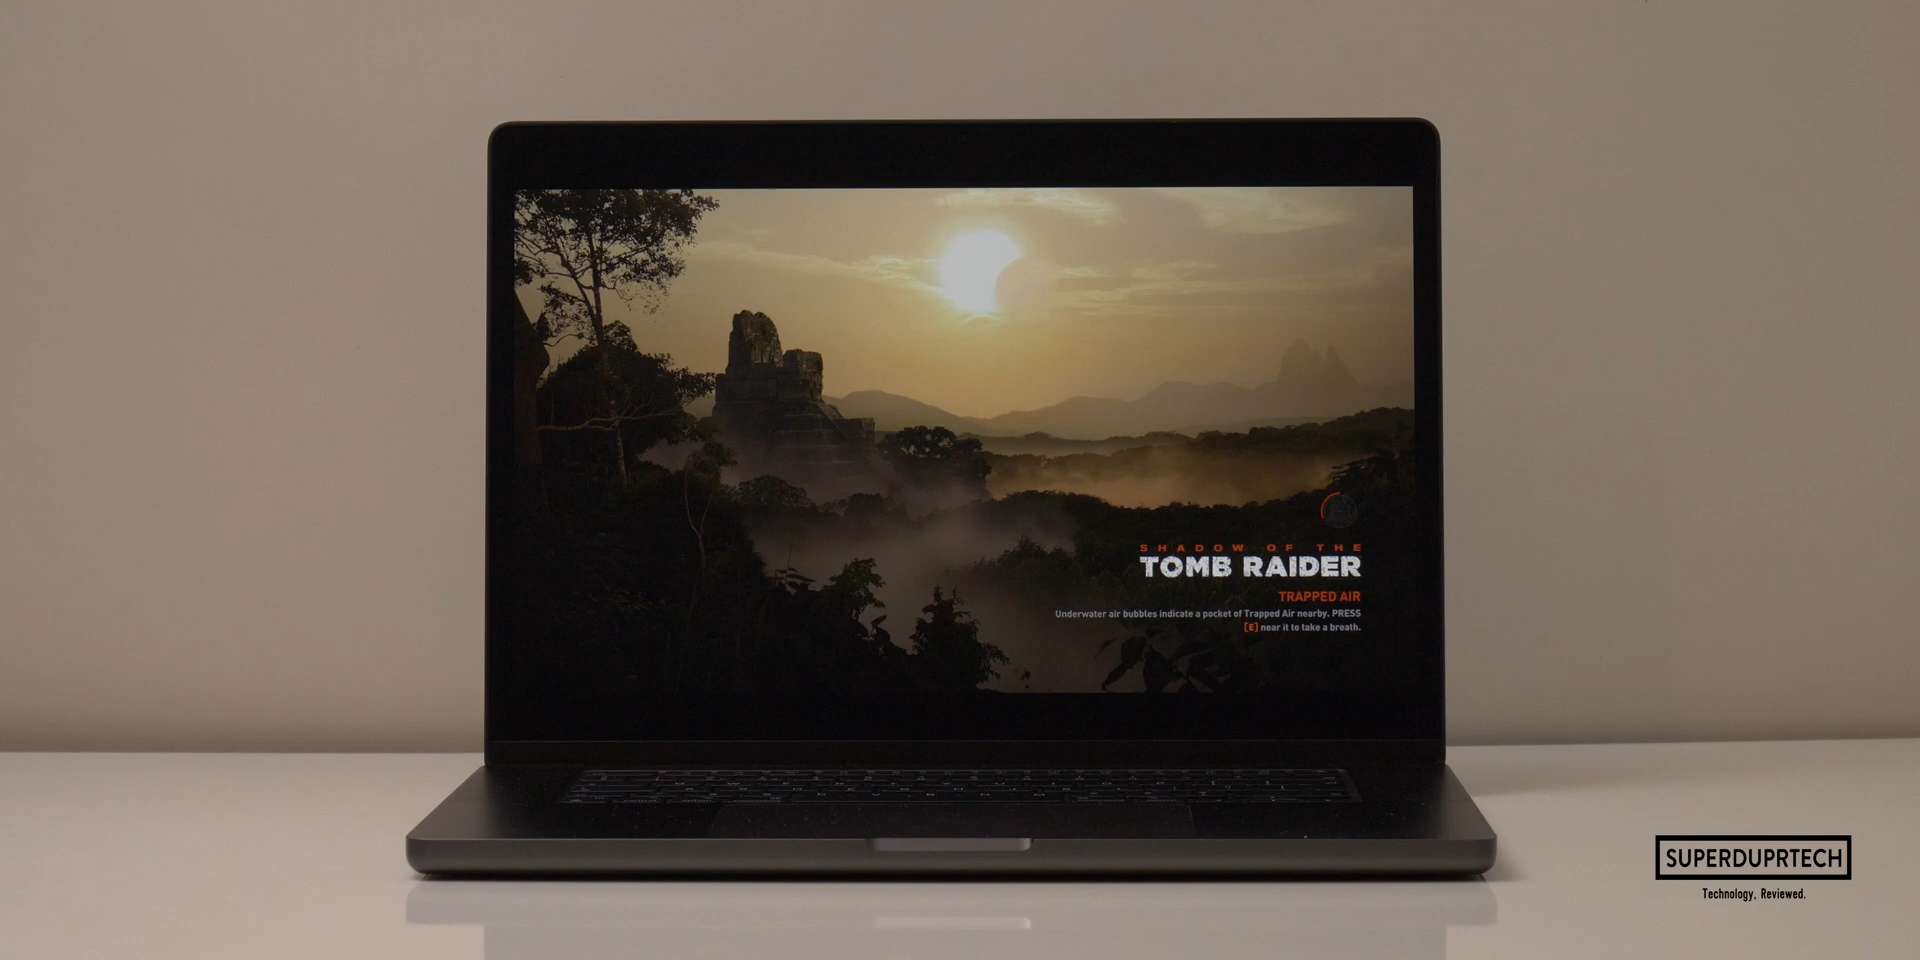 SHADOW OF THE
TOMB RAIDER
TRAPPED AIR
Underwater air bubbles indicate a pocket of Trapped Air nearby. PRESS
[E] near it to take a breath.
SUPERDUPRTECH
Technology, Reviewed.